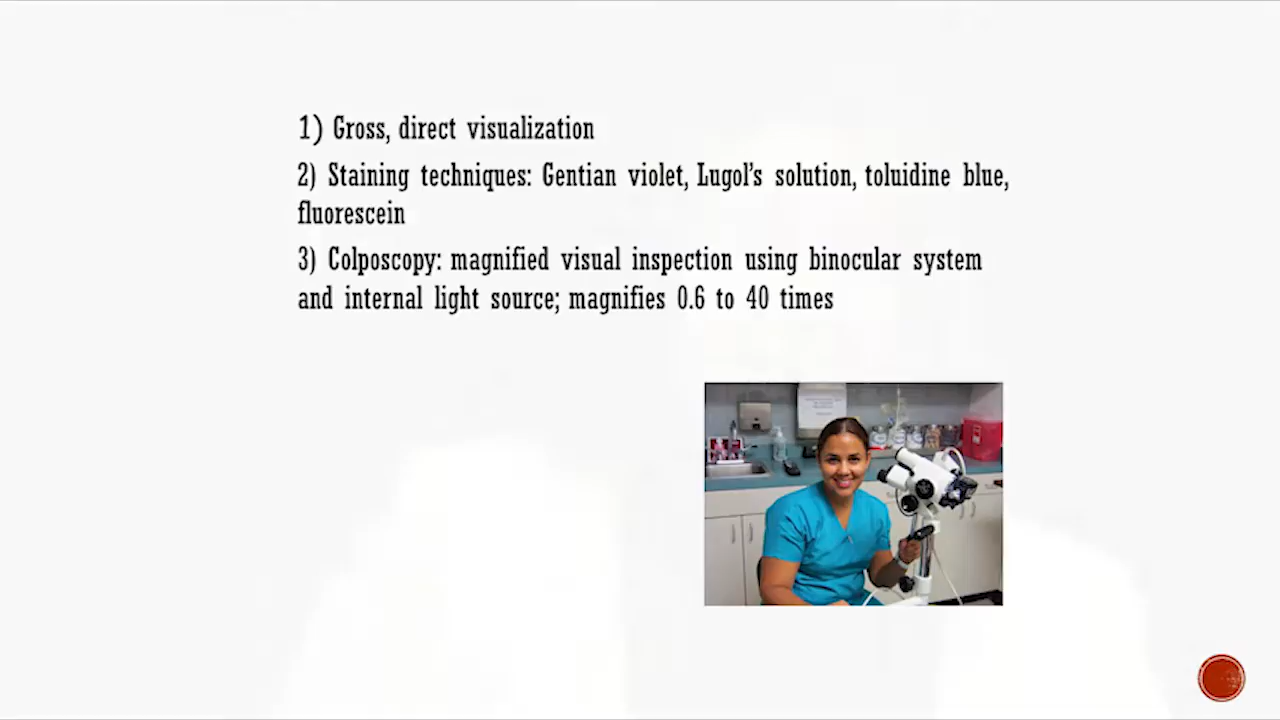 1) Gross, direct visualization
2) Staining techniques: Gentian violet, Lugol's solution, toluidine blue,
fluorescein
3) Colposcopy: magnified visual inspection using binocular system
and internal light source; magnifies 0.6 to 40 times